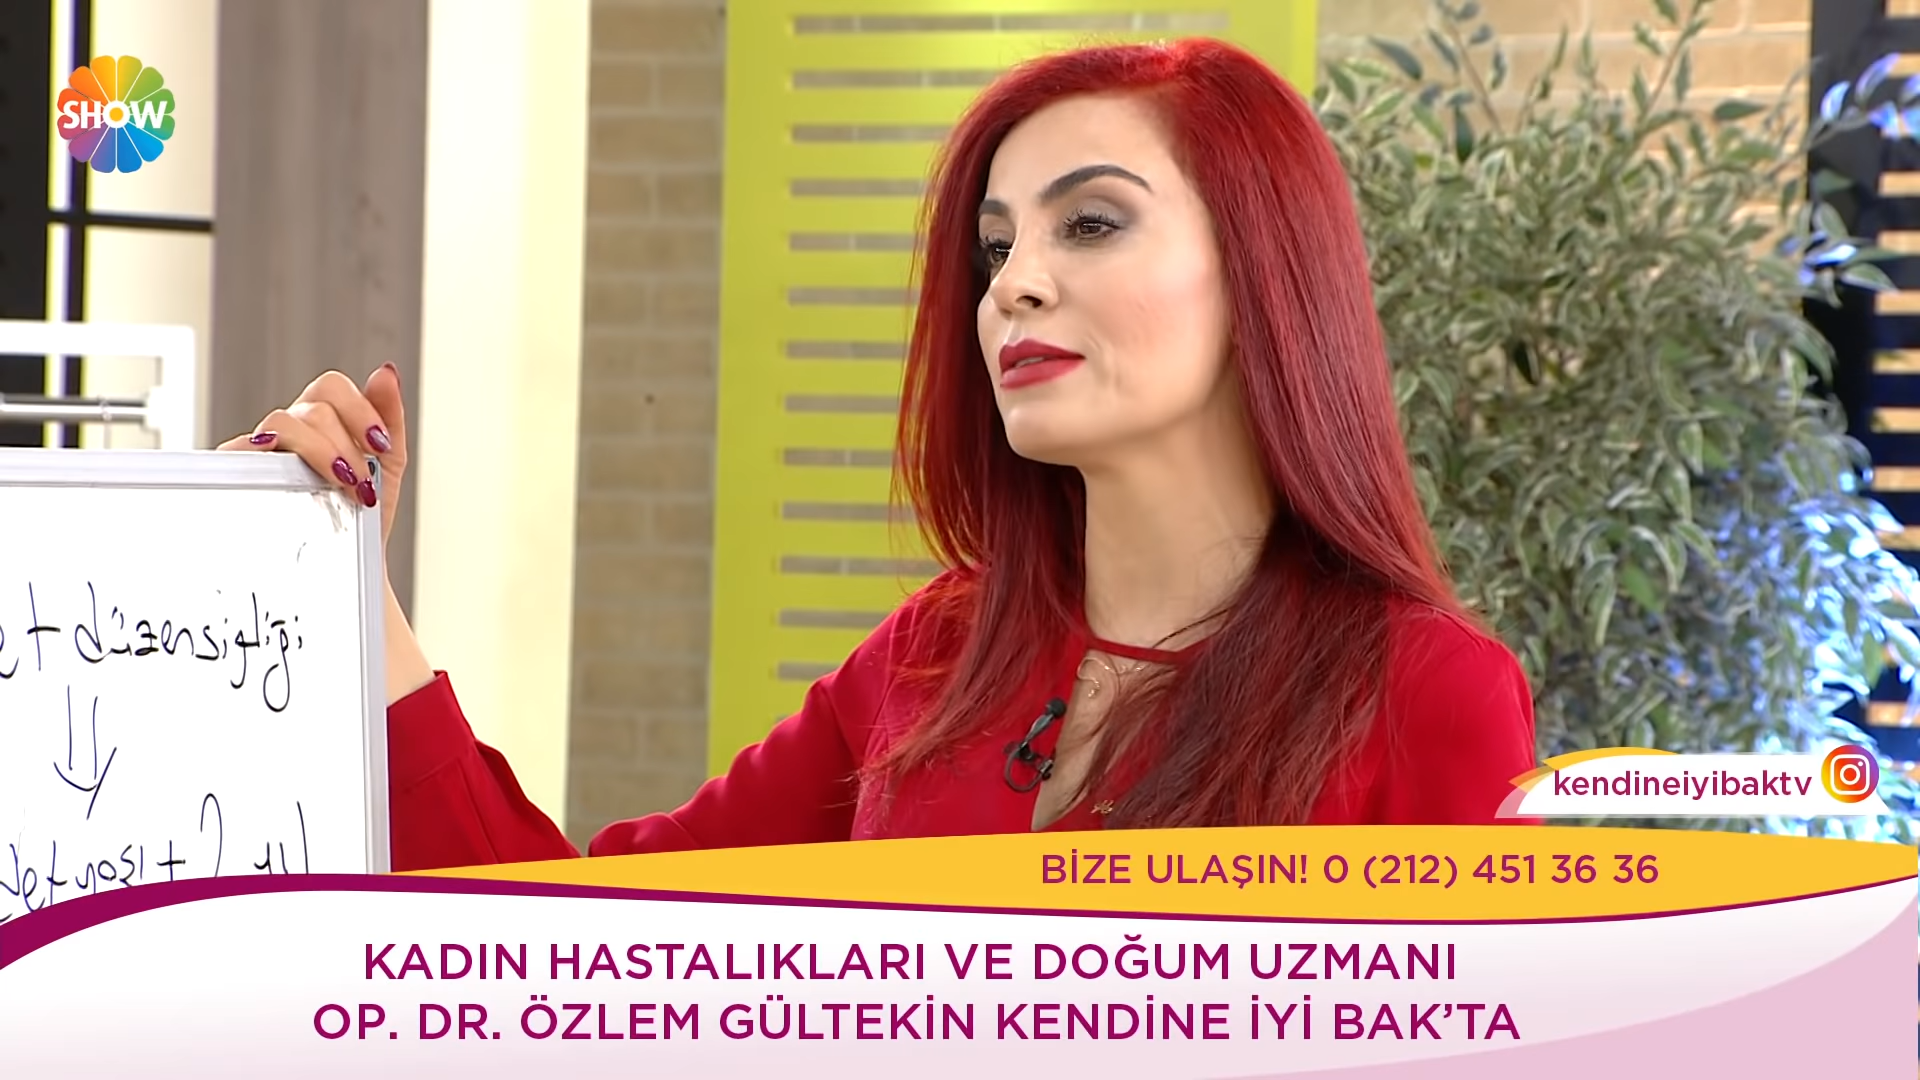 SHOW
düzensizliği
kendineiyibaktv
BİZE ULAŞIN! 0 (212) 451 36 36
KADIN HASTALIKLARI VE DOĞUM UZMANI
OP. DR. ÖZLEM GÜLTEKİN KENDİNE İYİ BAK’TA